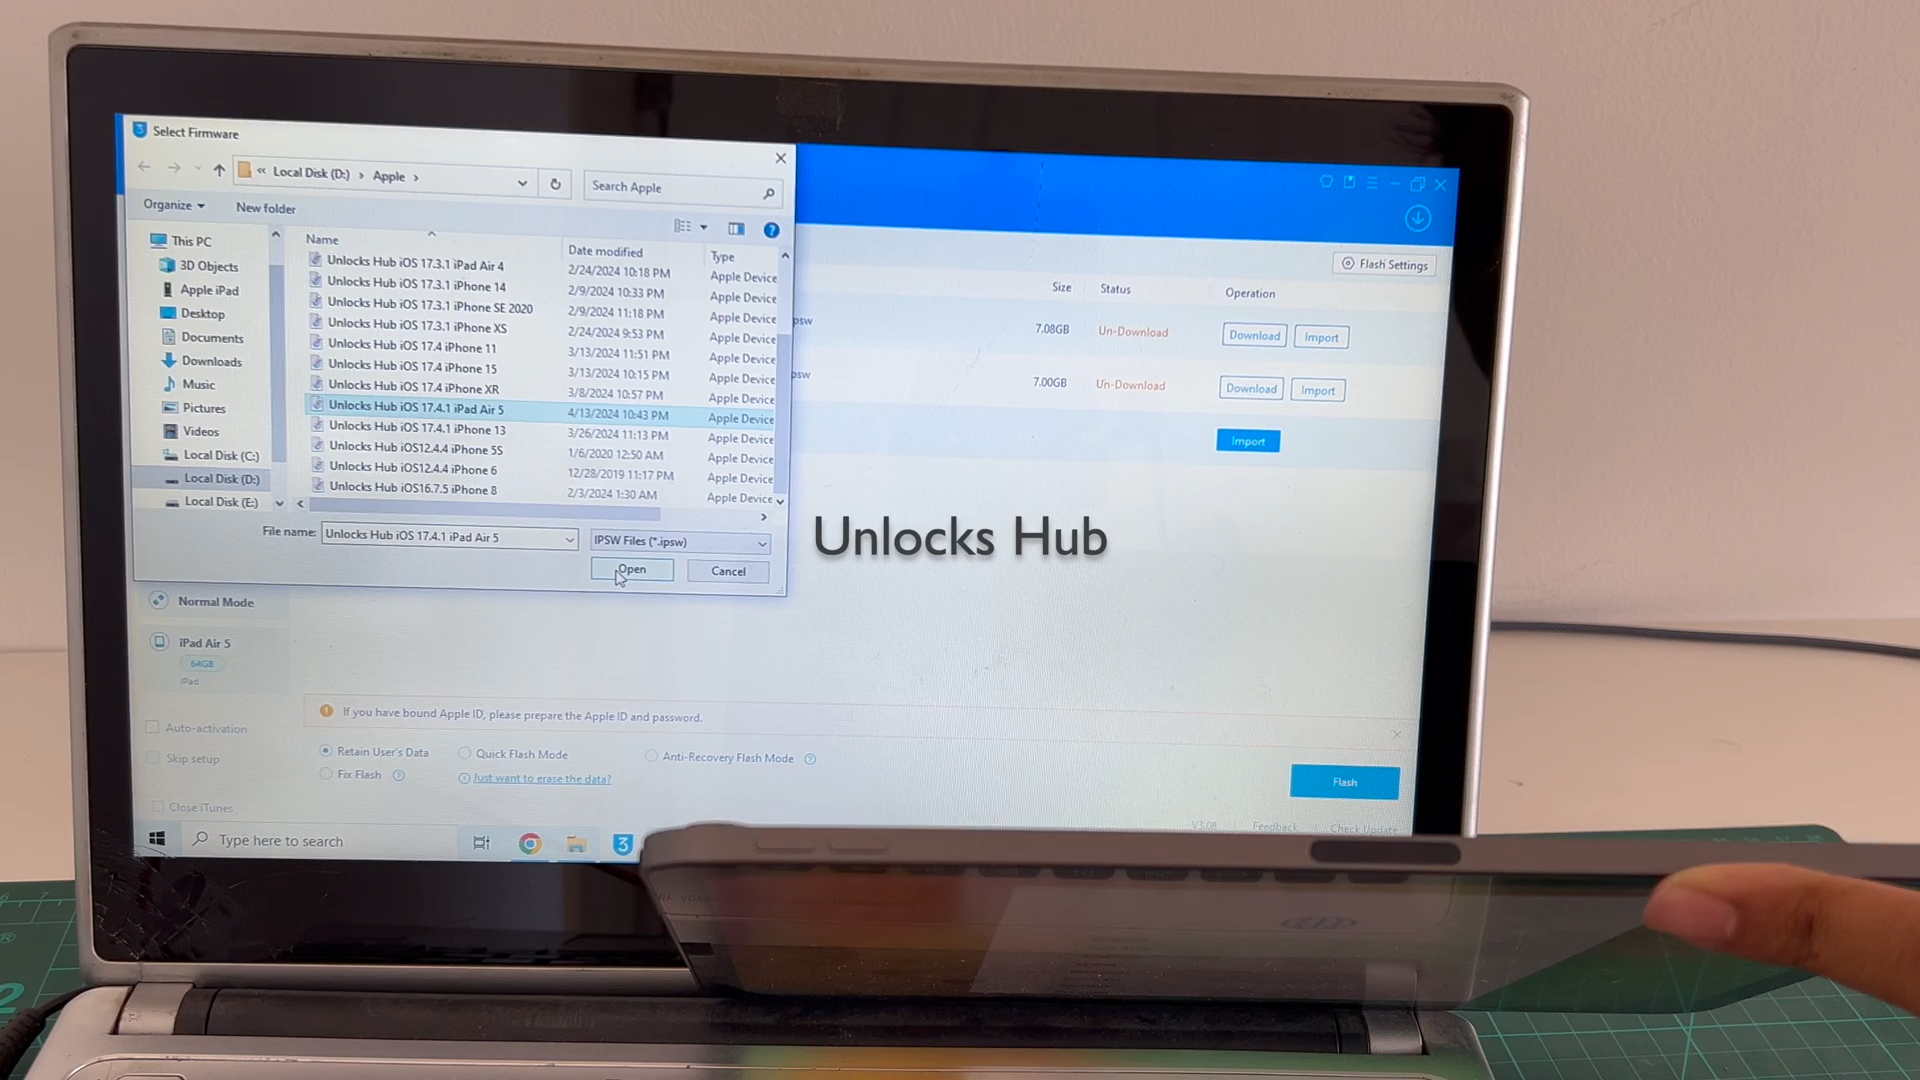 Select Firmware
« Local Disk (D:) › Apple ›
Search Apple
Organize
New folder
This PC
3D Objects
Apple iPad
Desktop
Documents
Downloads
Music
Pictures
Videos
Local Disk (C:)
Local Disk (D:)
Local Disk (E:)
Name Date modified Type
Unlocks Hub iOS 17.3.1 iPad Air 4 2/24/2024 10:18 PM Apple Device
Unlocks Hub iOS 17.3.1 iPhone 14 2/9/2024 10:33 PM Apple Device
Unlocks Hub iOS 17.3.1 iPhone SE 2020 2/9/2024 11:18 PM Apple Device
Unlocks Hub iOS 17.3.1 iPhone XS 2/24/2024 9:53 PM Apple Device
Unlocks Hub iOS 17.4 iPhone 11 3/13/2024 11:51 PM Apple Device
Unlocks Hub iOS 17.4 iPhone 15 3/13/2024 10:15 PM Apple Device
Unlocks Hub iOS 17.4 iPhone XR 3/8/2024 10:57 PM Apple Device
Unlocks Hub iOS 17.4.1 iPad Air 5 4/13/2024 10:43 PM Apple Device
Unlocks Hub iOS 17.4.1 iPhone 13 3/26/2024 11:13 PM Apple Device
Unlocks Hub iOS12.4.4 iPhone 5S 1/6/2020 12:50 AM Apple Device
Unlocks Hub iOS12.4.4 iPhone 6 12/28/2019 11:17 PM Apple Device
Unlocks Hub iOS16.7.5 iPhone 8 2/3/2024 1:30 AM Apple Device
File name: Unlocks Hub iOS 17.4.1 iPad Air 5
IPSW Files (*.ipsw)
Open
Cancel
Flash Settings
Size Status Operation
ipsw 7.08GB Un-Download Download Import
psw 7.00GB Un-Download Download Import
Import
Unlocks Hub
Normal Mode
iPad Air 5
64GB
iPad
Auto-activation
Skip setup
Close iTunes
If you have bound Apple ID, please prepare the Apple ID and password.
Retain User's Data
Quick Flash Mode
Anti-Recovery Flash Mode
Fix Flash
Just want to erase the data?
Flash
V3.08
Feedback
Check Update
Type here to search